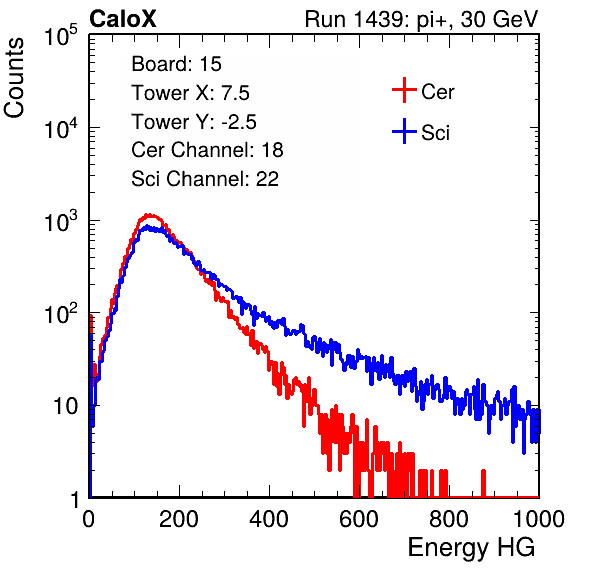 CaloX Run 1439: pi+, 30 GeV
Board: 15
Tower X: 7.5
Tower Y: -2.5
Cer Channel: 18
Sci Channel: 22
Cer
Sci
Counts
10^5
10^4
10^3
10^2
10
1
0 200 400 600 800 1000
Energy HG